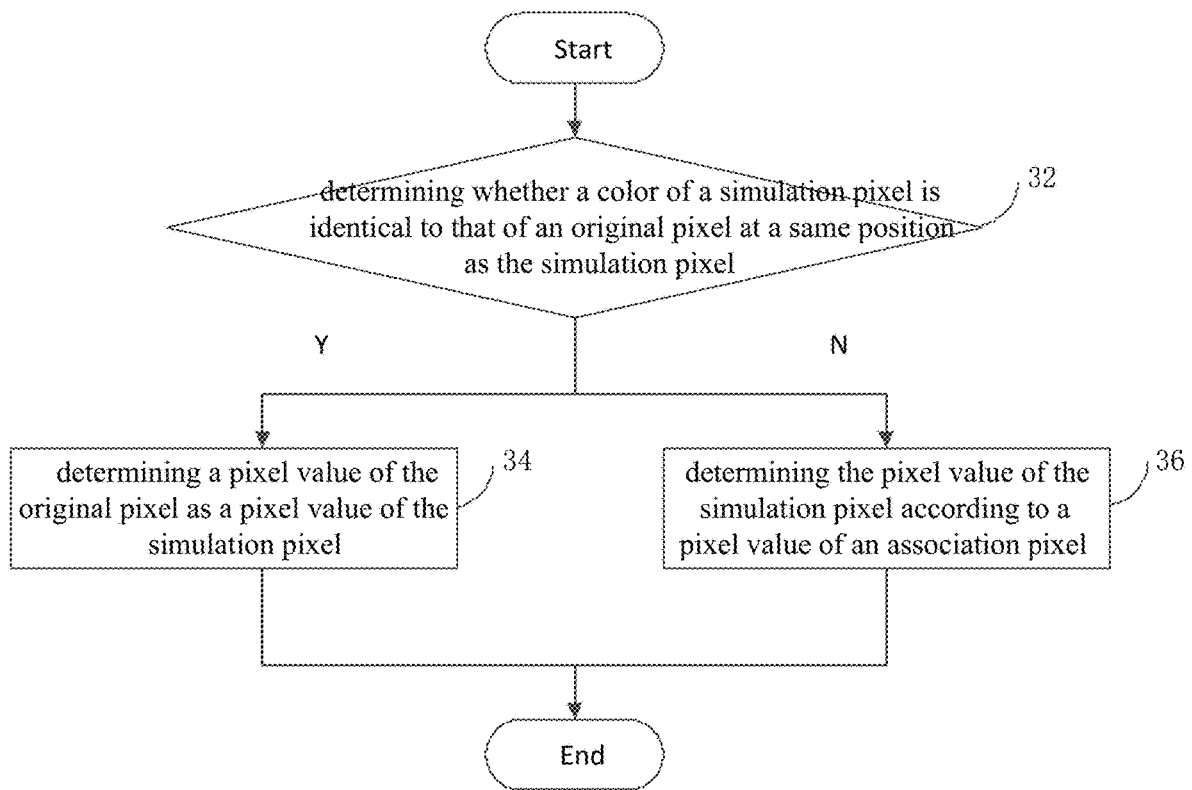 Start
determining whether a color of a simulation pixel is
identical to that of an original pixel at a same position
as the simulation pixel
32
Y
N
determining a pixel value of the
original pixel as a pixel value of the
simulation pixel
34
determining the pixel value of the
simulation pixel according to a
pixel value of an association pixel
36
End